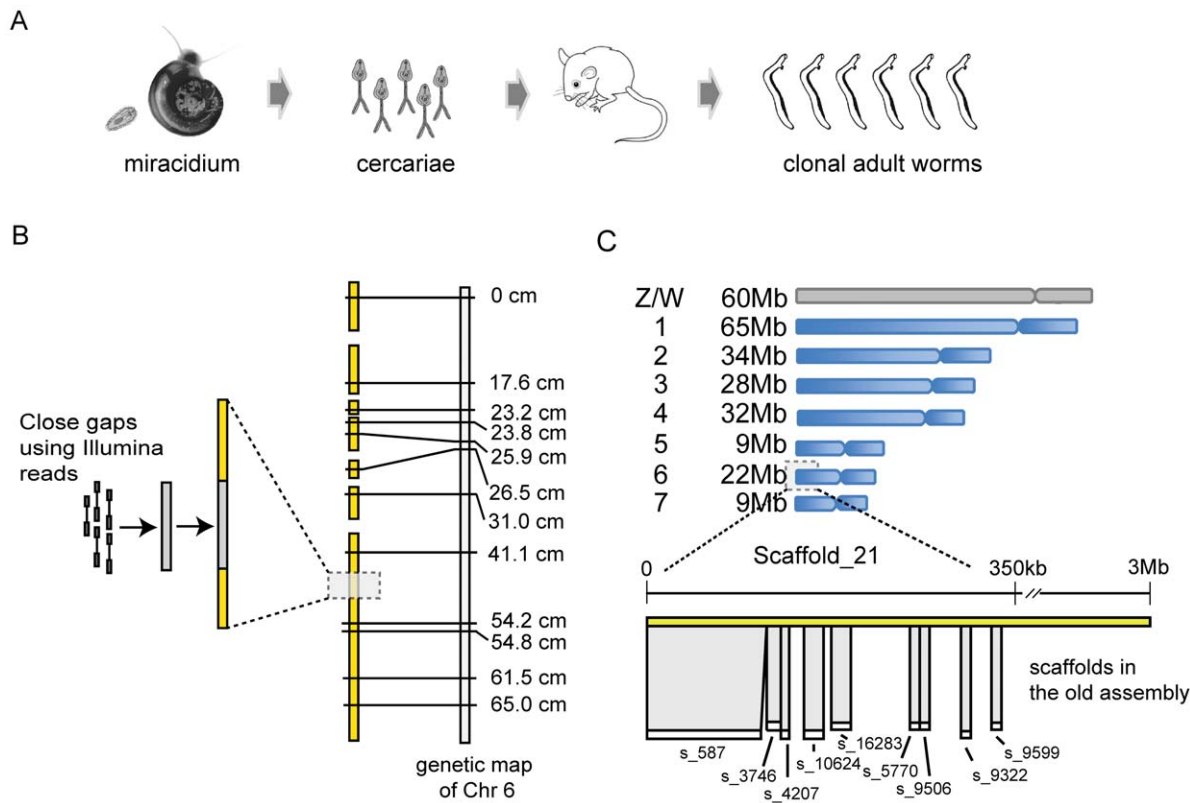 A
miracidium
cercariae
clonal adult worms
B
Close gaps
using Illumina
reads
0 cm
17.6 cm
23.2 cm
23.8 cm
25.9 cm
26.5 cm
31.0 cm
41.1 cm
54.2 cm
54.8 cm
61.5 cm
65.0 cm
genetic map
of Chr 6
C
Z/W 60Mb
1 65Mb
2 34Mb
3 28Mb
4 32Mb
5 9Mb
6 22Mb
7 9Mb
Scaffold_21
0 350kb 3Mb
scaffolds in
the old assembly
s_587
s_3746
s_4207
s_10624
s_16283
s_5770
s_9506
s_9322
s_9599